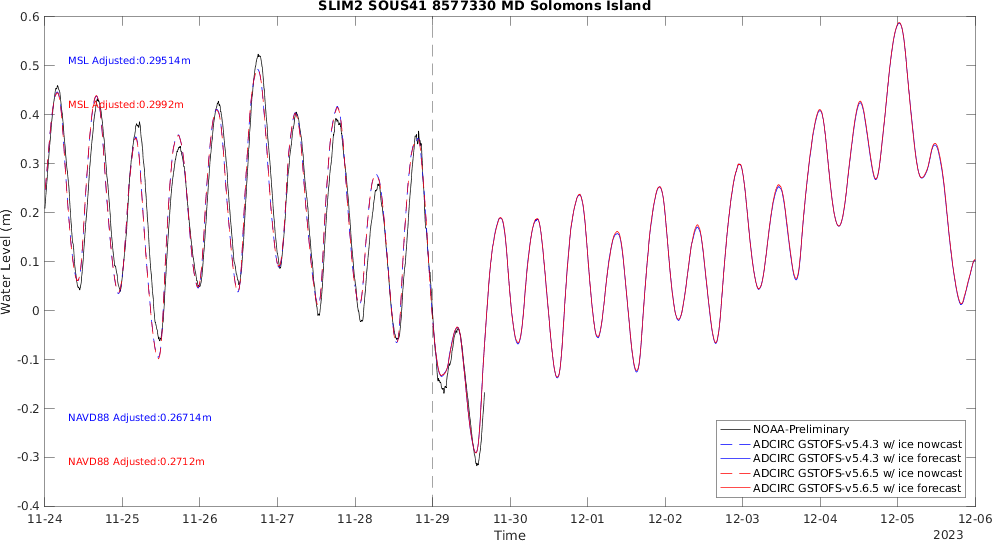 SLIM2 SOUS41 8577330 MD Solomons Island
0.6
0.5
0.4
0.3
0.2
0.1
0
-0.1
-0.2
-0.3
-0.4
Water Level (m)
MSL Adjusted:0.29514m
MSL Adjusted:0.2992m
NAVD88 Adjusted:0.26714m
NAVD88 Adjusted:0.2712m
NOAA-Preliminary
ADCIRC GSTOFS-v5.4.3 w/ ice nowcast
ADCIRC GSTOFS-v5.4.3 w/ ice forecast
ADCIRC GSTOFS-v5.6.5 w/ ice nowcast
ADCIRC GSTOFS-v5.6.5 w/ ice forecast
11-24 11-25 11-26 11-27 11-28 11-29 11-30 12-01 12-02 12-03 12-04 12-05 12-06
Time
2023